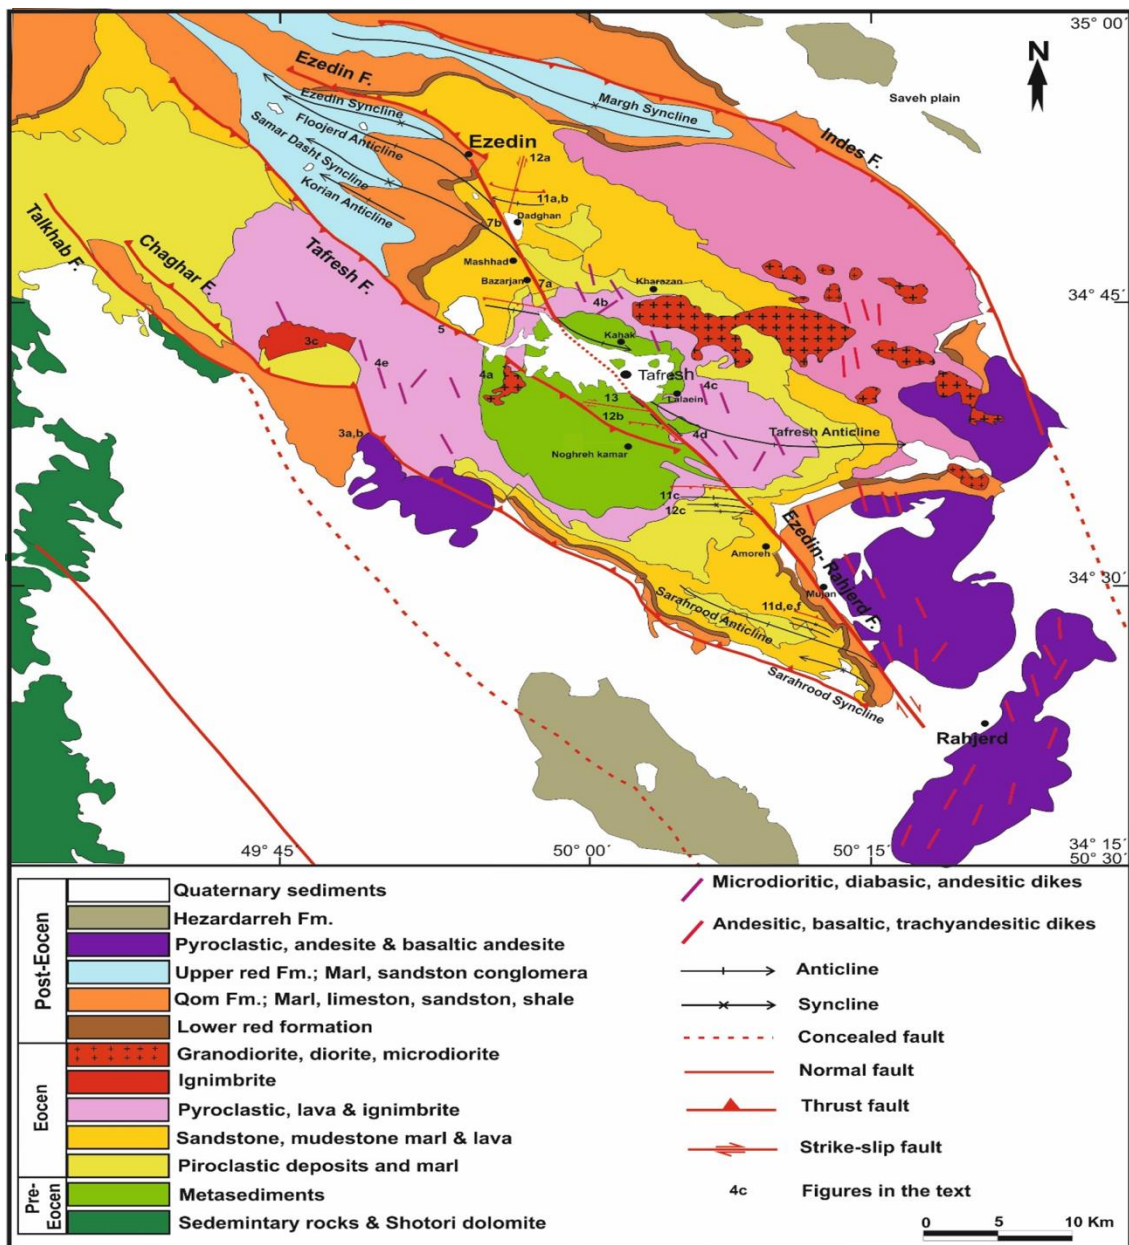 35° 00´
N
Saveh plain
Ezedin F.
Ezedin Syncline
Margh Syncline
Floojerd Anticline
Indes F.
Ezedin
Samar Dasht Syncline
12a
Korian Anticline
11a,b
Dadghan
7b
Talkhab F.
Chaghar F.
Tafresh F.
Mashhad
Bazarjan
7a
Kharazan
4b
34° 45´
5
Kahak
3c
4e
4a
Tafresh
4c
Lalaein
13
12b
3a,b
4d
Tafresh Anticline
Noghreh kamar
11c
12c
Ezedin- Rahjerd F.
Amoreh
34° 30´
Mujan
Sarahrood Anticline
11d,e,f
Sarahrood Syncline
Rahjerd
49° 45´
50° 00´
50° 15´
34° 15´
50° 30´
Post-Eocen
Quaternary sediments
Hezardarreh Fm.
Pyroclastic, andesite & basaltic andesite
Upper red Fm.; Marl, sandston conglomera
Qom Fm.; Marl, limeston, sandston, shale
Lower red formation
Eocen
Granodiorite, diorite, microdiorite
Ignimbrite
Pyroclastic, lava & ignimbrite
Sandstone, mudestone marl & lava
Piroclastic deposits and marl
Pre-
Eocen
Metasediments
Sedemintary rocks & Shotori dolomite
Microdioritic, diabasic, andesitic dikes
Andesitic, basaltic, trachyandesitic dikes
Anticline
Syncline
Concealed fault
Normal fault
Thrust fault
Strike-slip fault
4c Figures in the text
0 5 10 Km